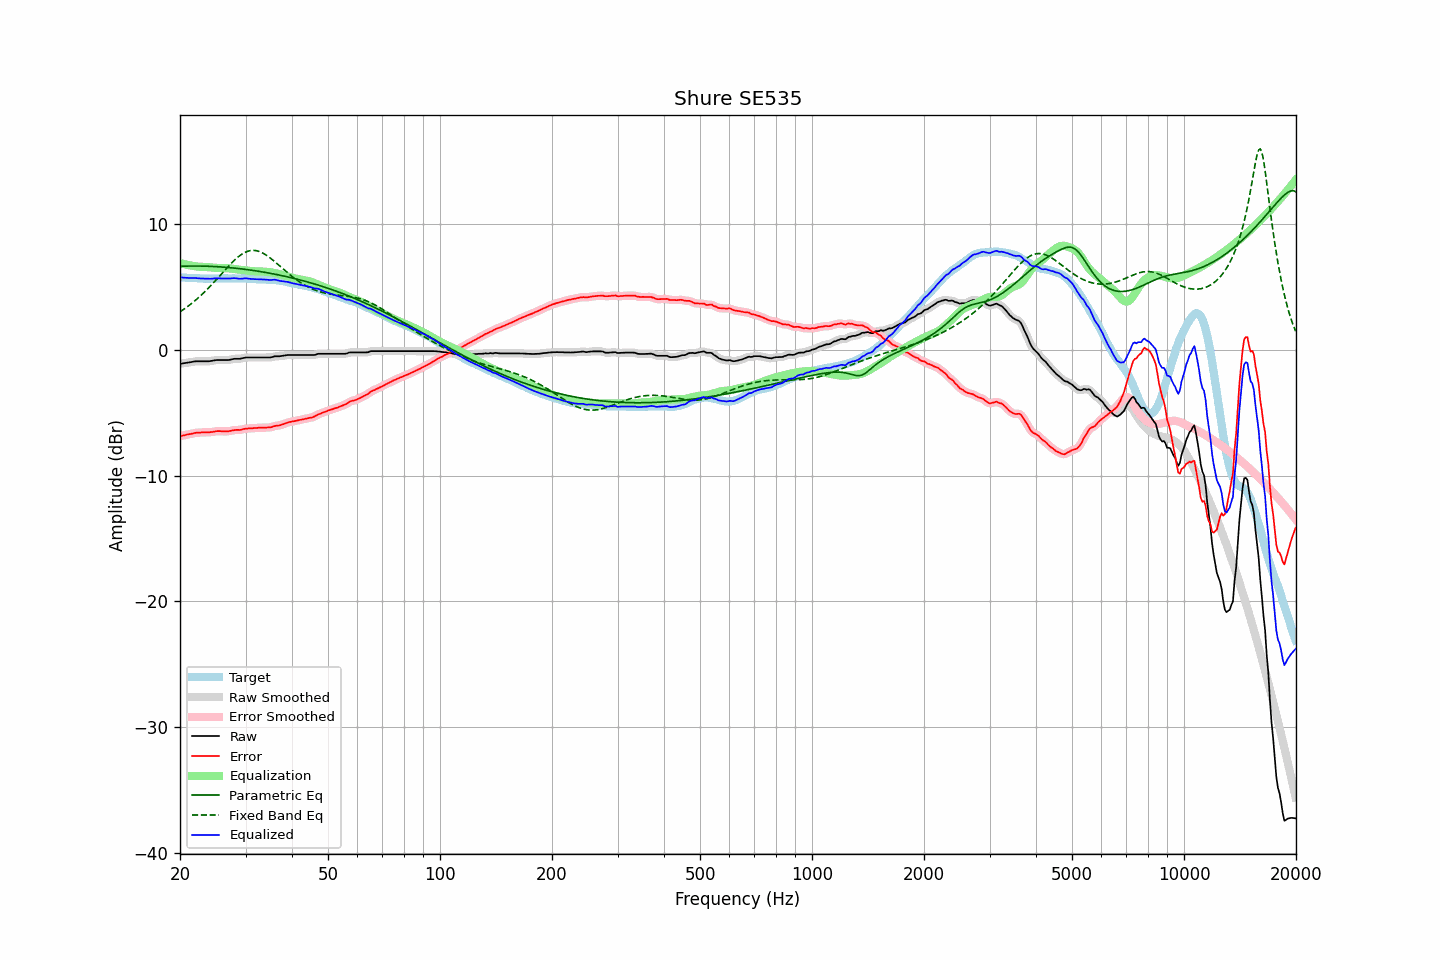 Shure SE535
Amplitude (dBr)
10
0
−10
−20
−30
−40
Target
Raw Smoothed
Error Smoothed
Raw
Error
Equalization
Parametric Eq
Fixed Band Eq
Equalized
20 50 100 200 500 1000 2000 5000 10000 20000
Frequency (Hz)